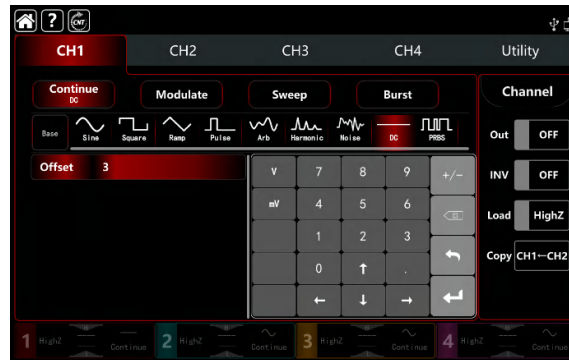 ? CNT
CH1 CH2 CH3 CH4 Utility
Continue
DC
Modulate Sweep Burst Channel
Base Sine Square Ramp Pulse Arb Harmonic Noise DC PRBS
Out OFF
Offset 3
V 7 8 9 +/-
INV OFF
mV 4 5 6
Load HighZ
1 2 3
Copy CH1←CH2
0 ↑ .
← ↓ →
1 HighZ Continue 2 HighZ Continue 3 HighZ Continue 4 HighZ Continue